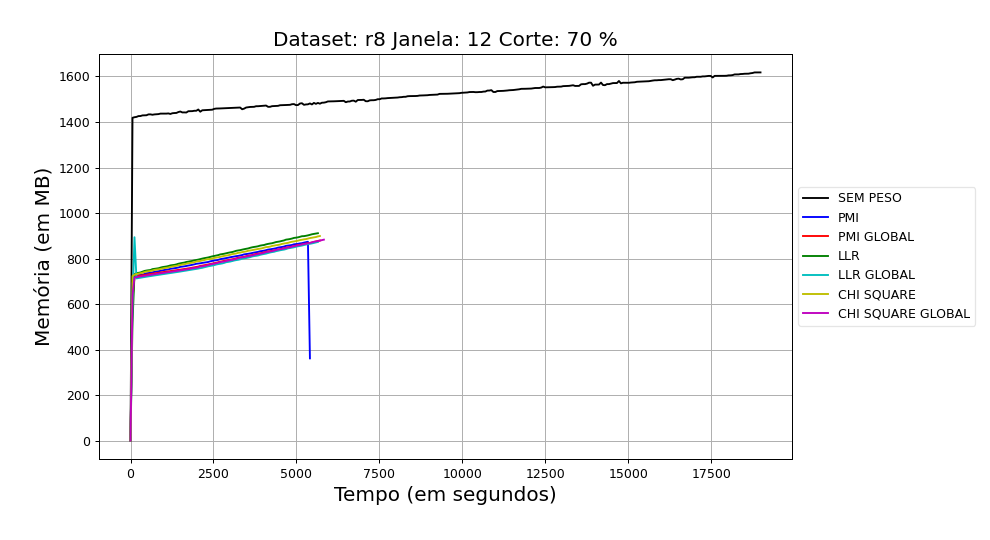 Dataset: r8 Janela: 12 Corte: 70 %
Memória (em MB)
1600
1400
1200
1000
800
600
400
200
0
0 2500 5000 7500 10000 12500 15000 17500
Tempo (em segundos)
SEM PESO
PMI
PMI GLOBAL
LLR
LLR GLOBAL
CHI SQUARE
CHI SQUARE GLOBAL